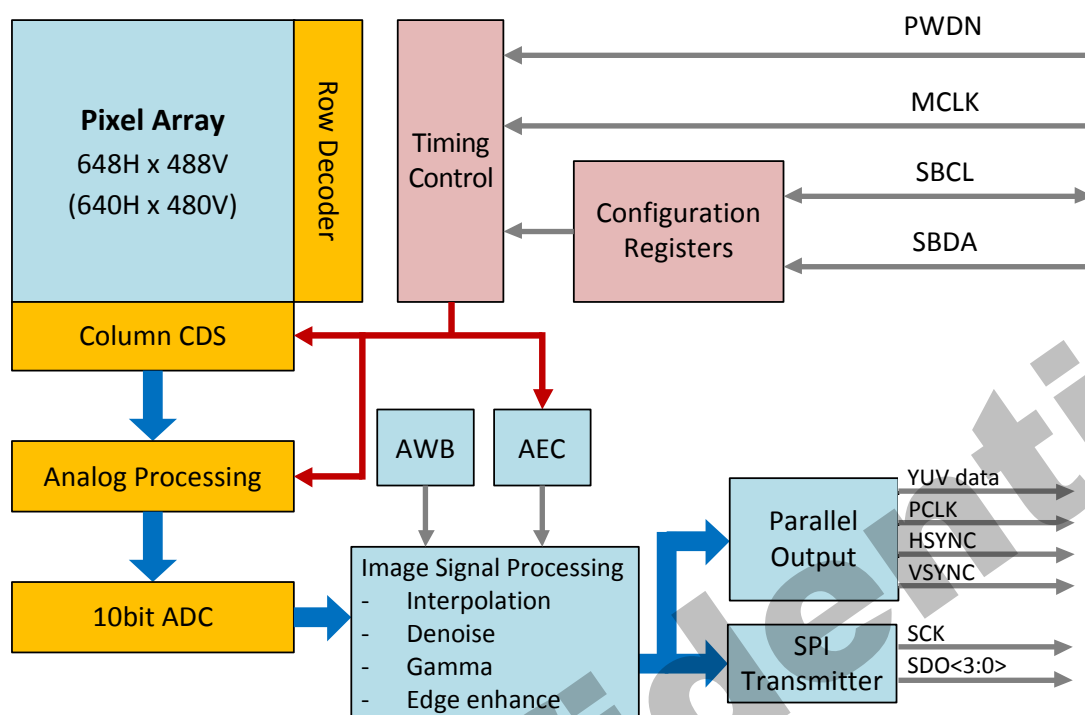 Pixel Array
648H x 488V
(640H x 480V)
Row Decoder
Column CDS
Analog Processing
10bit ADC
Timing
Control
Configuration
Registers
PWDN
MCLK
SBCL
SBDA
AWB
AEC
Image Signal Processing
- Interpolation
- Denoise
- Gamma
- Edge enhance
Parallel
Output
YUV data
PCLK
HSYNC
VSYNC
SPI
Transmitter
SCK
SDO<3:0>